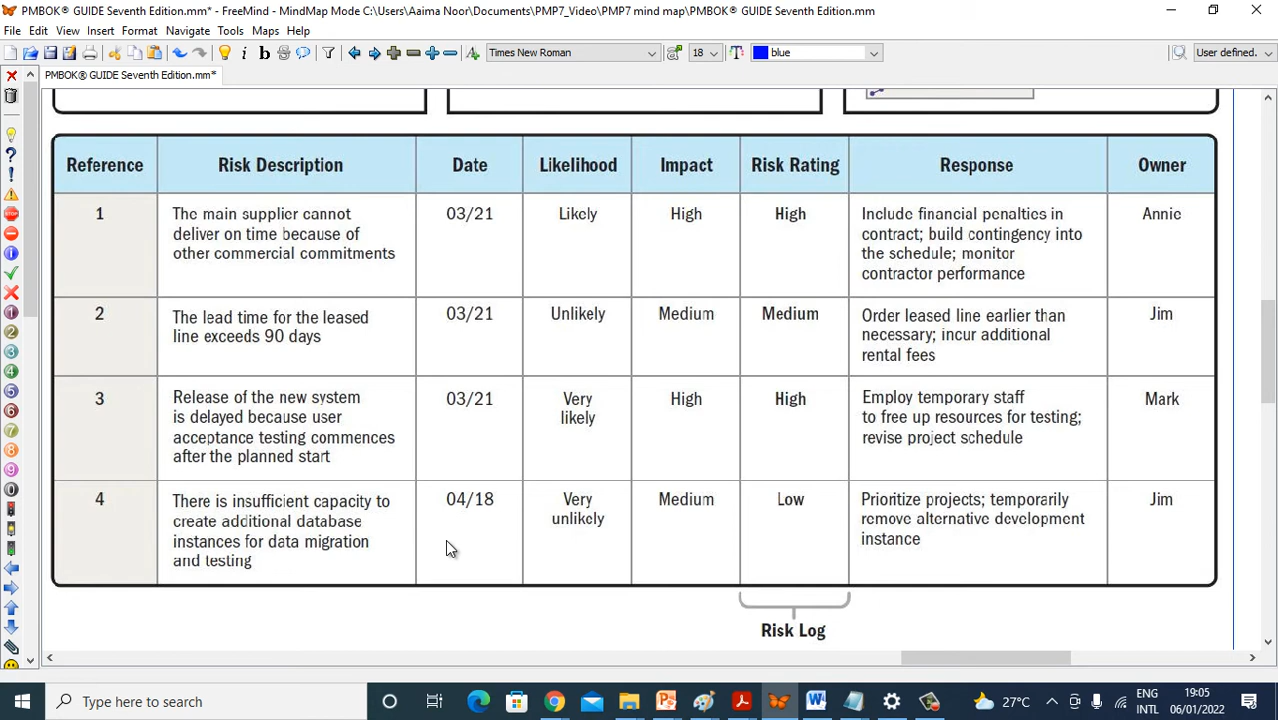 PMBOK® GUIDE Seventh Edition.mm* - FreeMind - MindMap Mode C:\Users\Aaima Noor\Documents\PMP7_Video\PMP7 mind map\PMBOK® GUIDE Seventh Edition.mm
File Edit View Insert Format Navigate Tools Maps Help
Times New Roman 18 blue User defined.
PMBOK® GUIDE Seventh Edition.mm*
Reference Risk Description Date Likelihood Impact Risk Rating Response Owner
1 The main supplier cannot 03/21 Likely High High Include financial penalties in Annie
deliver on time because of contract; build contingency into
other commercial commitments the schedule; monitor
contractor performance
2 The lead time for the leased 03/21 Unlikely Medium Medium Order leased line earlier than Jim
line exceeds 90 days necessary; incur additional
rental fees
3 Release of the new system 03/21 Very High High Employ temporary staff Mark
is delayed because user likely to free up resources for testing;
acceptance testing commences revise project schedule
after the planned start
4 There is insufficient capacity to 04/18 Very Medium Low Prioritize projects; temporarily Jim
create additional database unlikely remove alternative development
instances for data migration instance
and testing
Risk Log
Type here to search 27°C ENG 19:05
INTL 06/01/2022